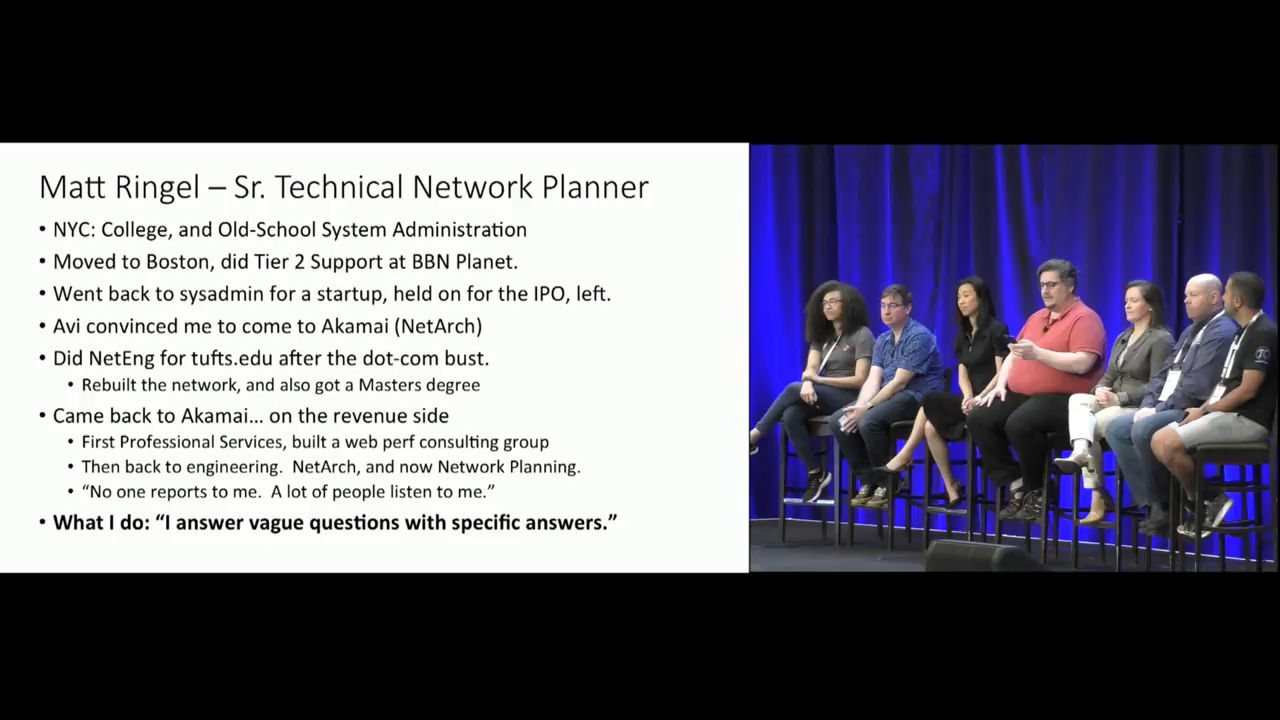 Matt Ringel – Sr. Technical Network Planner
• NYC: College, and Old-School System Administration
• Moved to Boston, did Tier 2 Support at BBN Planet.
• Went back to sysadmin for a startup, held on for the IPO, left.
• Avi convinced me to come to Akamai (NetArch)
• Did NetEng for tufts.edu after the dot-com bust.
• Rebuilt the network, and also got a Masters degree
• Came back to Akamai... on the revenue side
• First Professional Services, built a web perf consulting group
• Then back to engineering.  NetArch, and now Network Planning.
• “No one reports to me.  A lot of people listen to me.”
• What I do: “I answer vague questions with specific answers.”